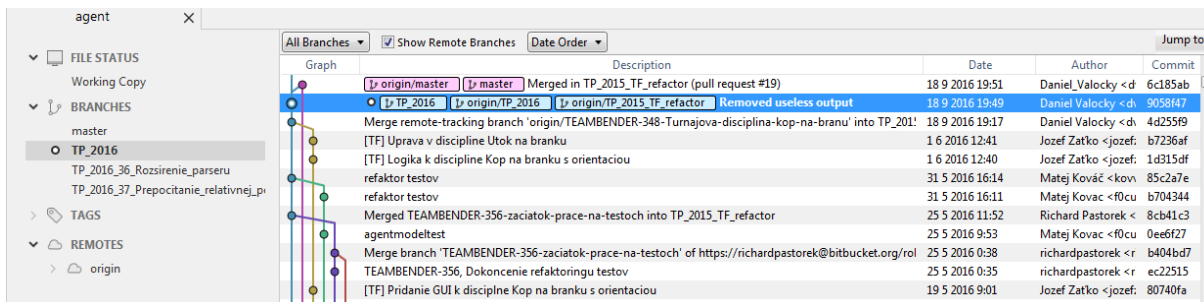 agent
FILE STATUS
Working Copy
BRANCHES
master
TP_2016
TP_2016_36_Rozsirenie_parseru
TP_2016_37_Prepocitanie_relativnej_p
TAGS
REMOTES
origin
All Branches Show Remote Branches Date Order Jump to
Graph Description Date Author Commit
origin/master master Merged in TP_2015_TF_refactor (pull request #19) 18 9 2016 19:51 Daniel_Valocky <d 6c185ab
TP_2016 origin/TP_2016 origin/TP_2015_TF_refactor Removed useless output 18 9 2016 19:49 Daniel Valocky <d 9058f47
Merge remote-tracking branch 'origin/TEAMBENDER-348-Turnajova-disciplina-kop-na-branu' into TP_201 18 9 2016 19:17 Daniel Valocky <d 4d255f9
[TF] Uprava v discipline Utok na branku 1 6 2016 12:41 Jozef Zaťko <jozef. b7236af
[TF] Logika k discipline Kop na branku s orientaciou 1 6 2016 12:40 Jozef Zaťko <jozef. 1d315df
refaktor testov 31 5 2016 16:14 Matej Kováč <kov 85c2a7e
refaktor testov 31 5 2016 16:11 Matej Kovac <f0cu b704344
Merged TEAMBENDER-356-zaciatok-prace-na-testoch into TP_2015_TF_refactor 25 5 2016 11:52 Richard Pastorek < 8cb41c3
agentmodeltest 25 5 2016 9:53 Matej Kovac <f0cu 0ee6f27
Merge branch 'TEAMBENDER-356-zaciatok-prace-na-testoch' of https://richardpastorek@bitbucket.org/rol 25 5 2016 0:38 richardpastorek <r b404bd7
TEAMBENDER-356, Dokoncenie refaktoringu testov 25 5 2016 0:35 richardpastorek <r ec22515
[TF] Pridanie GUI k disciplne Kop na branku s orientaciou 19 5 2016 9:01 Jozef Zaťko <jozef. 80740fa